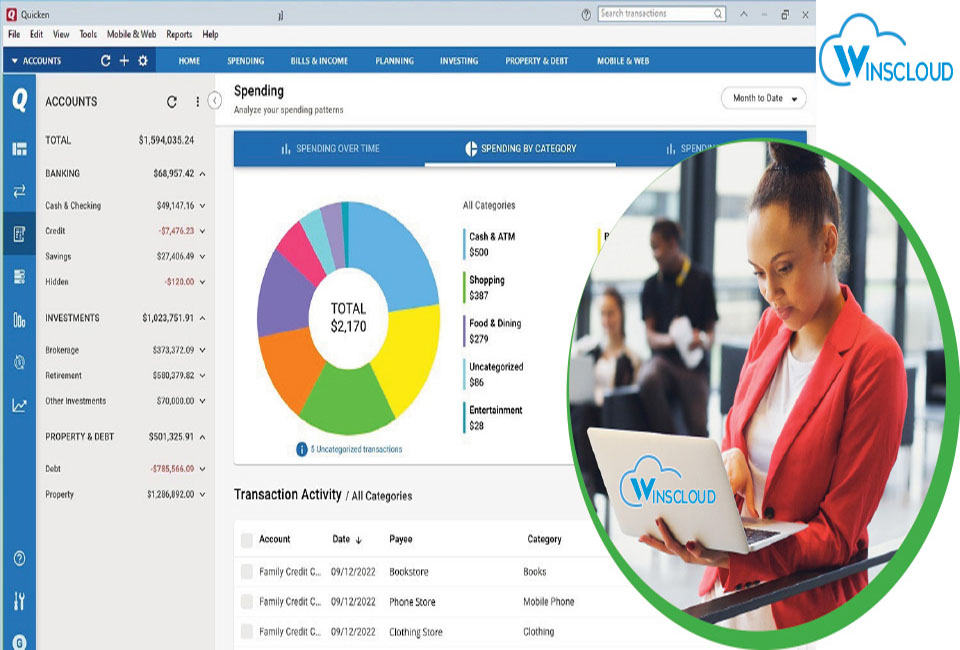 Quicken
Search transactions
File Edit View Tools Mobile & Web Reports Help
ACCOUNTS
HOME SPENDING BILLS & INCOME PLANNING INVESTING PROPERTY & DEBT MOBILE & WEB
WINSCLOUD
ACCOUNTS
TOTAL $1,594,035.24
BANKING $68,957.42
Cash & Checking $49,147.16
Credit -$7,476.23
Savings $27,406.49
Hidden -$120.00
INVESTMENTS $1,023,751.91
Brokerage $373,372.09
Retirement $580,379.82
Other Investments $70,000.00
PROPERTY & DEBT $501,325.91
Debt -$785,566.09
Property $1,286,892.00
Spending
Analyze your spending patterns
Month to Date
SPENDING OVER TIME SPENDING BY CATEGORY
TOTAL
$2,170
5 Uncategorized transactions
All Categories
Cash & ATM
$500
Shopping
$387
Food & Dining
$279
Uncategorized
$86
Entertainment
$28
Transaction Activity / All Categories
Account Date Payee Category
Family Credit C... 09/12/2022 Bookstore Books
Family Credit C... 09/12/2022 Phone Store Mobile Phone
Family Credit C... 09/12/2022 Clothing Store Clothing
WINSCLOUD